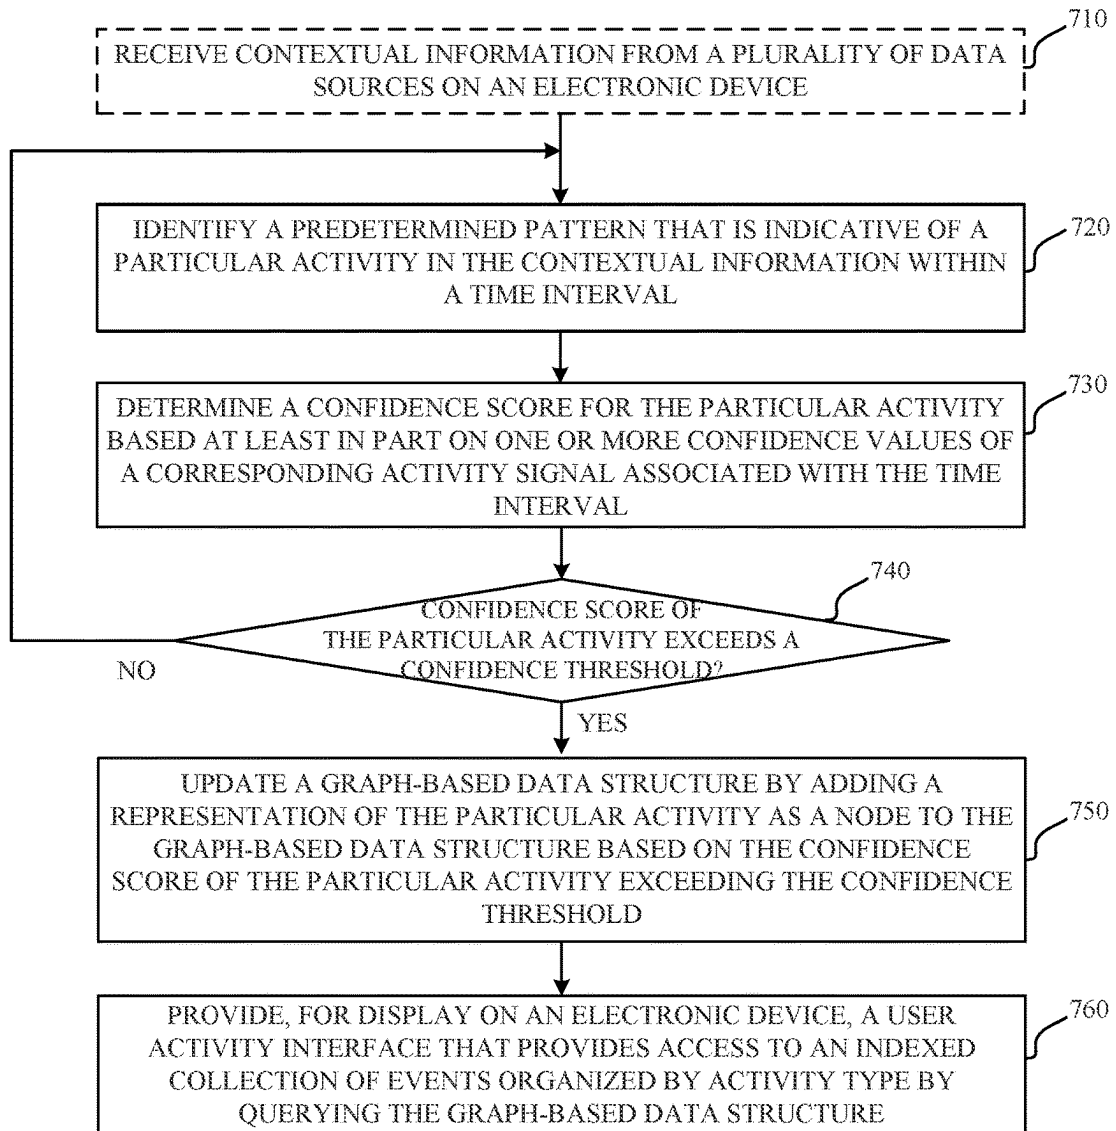 710
RECEIVE CONTEXTUAL INFORMATION FROM A PLURALITY OF DATA
SOURCES ON AN ELECTRONIC DEVICE
720
IDENTIFY A PREDETERMINED PATTERN THAT IS INDICATIVE OF A
PARTICULAR ACTIVITY IN THE CONTEXTUAL INFORMATION WITHIN
A TIME INTERVAL
730
DETERMINE A CONFIDENCE SCORE FOR THE PARTICULAR ACTIVITY
BASED AT LEAST IN PART ON ONE OR MORE CONFIDENCE VALUES OF
A CORRESPONDING ACTIVITY SIGNAL ASSOCIATED WITH THE TIME
INTERVAL
740
CONFIDENCE SCORE OF
THE PARTICULAR ACTIVITY EXCEEDS A
CONFIDENCE THRESHOLD?
NO
YES
750
UPDATE A GRAPH-BASED DATA STRUCTURE BY ADDING A
REPRESENTATION OF THE PARTICULAR ACTIVITY AS A NODE TO THE
GRAPH-BASED DATA STRUCTURE BASED ON THE CONFIDENCE
SCORE OF THE PARTICULAR ACTIVITY EXCEEDING THE CONFIDENCE
THRESHOLD
760
PROVIDE, FOR DISPLAY ON AN ELECTRONIC DEVICE, A USER
ACTIVITY INTERFACE THAT PROVIDES ACCESS TO AN INDEXED
COLLECTION OF EVENTS ORGANIZED BY ACTIVITY TYPE BY
QUERYING THE GRAPH-BASED DATA STRUCTURE